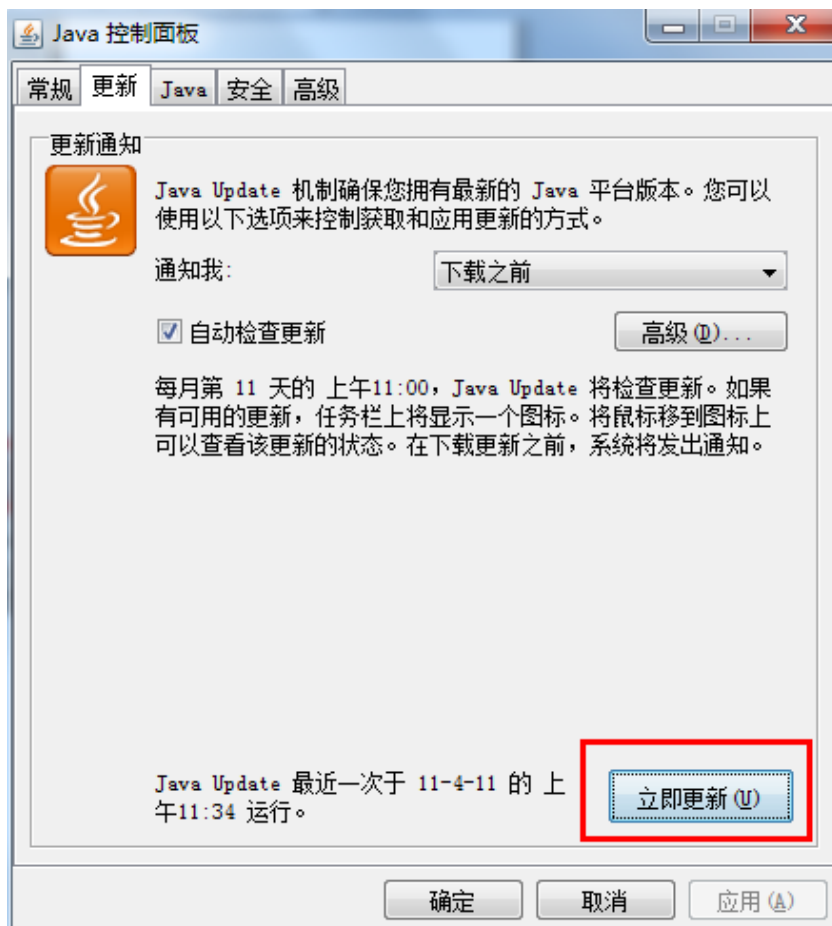 Java 控制面板
常规 更新 Java 安全 高级
更新通知
Java Update 机制确保您拥有最新的 Java 平台版本。您可以
使用以下选项来控制获取和应用更新的方式。
通知我: 下载之前
自动检查更新 高级(D)...
每月第 11 天的 上午11:00, Java Update 将检查更新。如果
有可用的更新，任务栏上将显示一个图标。将鼠标移到图标上
可以查看该更新的状态。在下载更新之前，系统将发出通知。
Java Update 最近一次于 11-4-11 的 上
午11:34 运行。
立即更新(U)
确定 取消 应用(A)